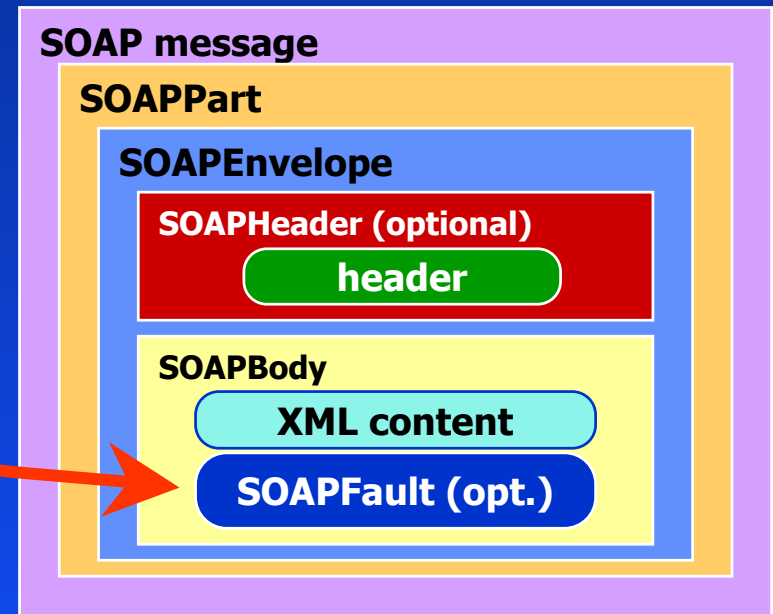 SOAP message
SOAPPart
SOAPEnvelope
SOAPHeader (optional)
header
SOAPBody
XML content
SOAPFault (opt.)